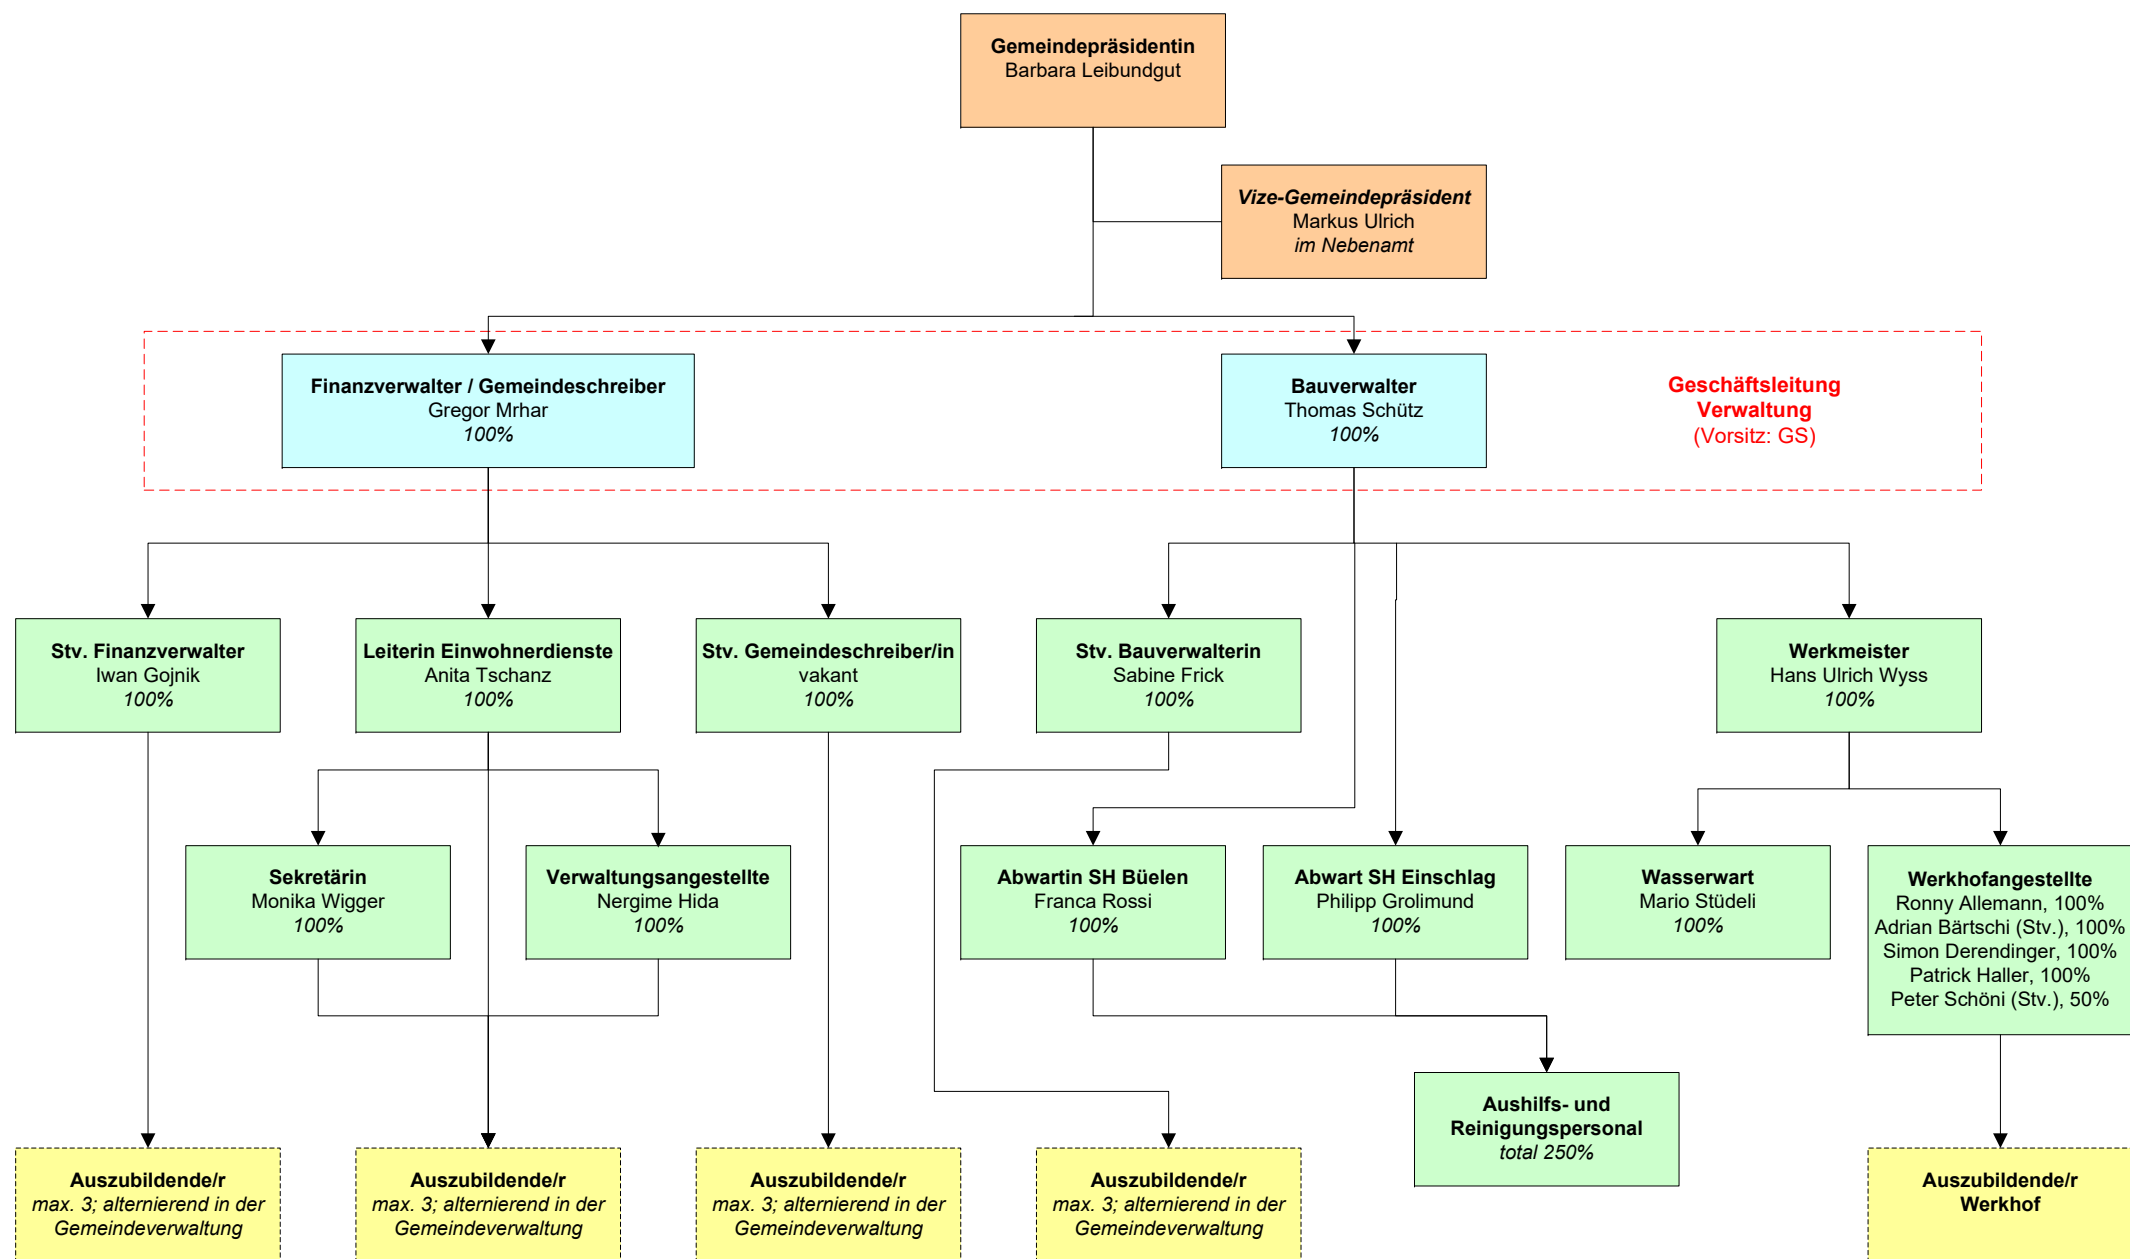 Gemeindepräsidentin
Barbara Leibundgut
Vize-Gemeindepräsident
Markus Ulrich
im Nebenamt
Finanzverwalter / Gemeindeschreiber
Gregor Mrhar
100%
Bauverwalter
Thomas Schütz
100%
Geschäftsleitung
Verwaltung
(Vorsitz: GS)
Stv. Finanzverwalter
Iwan Gojnik
100%
Leiterin Einwohnerdienste
Anita Tschanz
100%
Stv. Gemeindeschreiber/in
vakant
100%
Stv. Bauverwalterin
Sabine Frick
100%
Werkmeister
Hans Ulrich Wyss
100%
Sekretärin
Monika Wigger
100%
Verwaltungsangestellte
Nergime Hida
100%
Abwartin SH Büelen
Franca Rossi
100%
Abwart SH Einschlag
Philipp Grolimund
100%
Wasserwart
Mario Stüdeli
100%
Werkhofangestellte
Ronny Allemann, 100%
Adrian Bärtschi (Stv.), 100%
Simon Derendinger, 100%
Patrick Haller, 100%
Peter Schöni (Stv.), 50%
Aushilfs- und
Reinigungspersonal
total 250%
Auszubildende/r
max. 3; alternierend in der
Gemeindeverwaltung
Auszubildende/r
max. 3; alternierend in der
Gemeindeverwaltung
Auszubildende/r
max. 3; alternierend in der
Gemeindeverwaltung
Auszubildende/r
max. 3; alternierend in der
Gemeindeverwaltung
Auszubildende/r
Werkhof